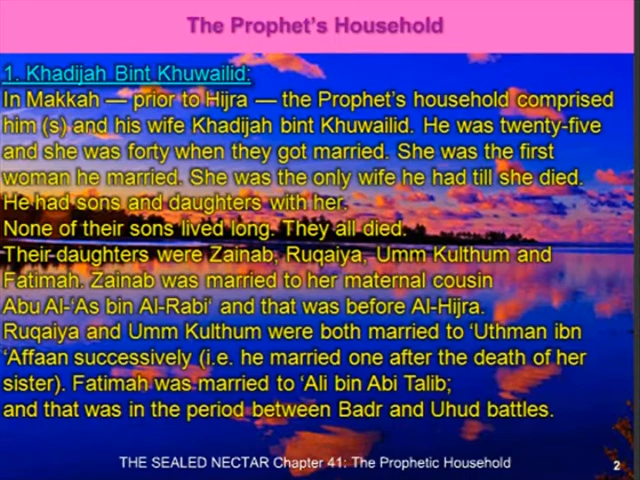 The Prophet's Household
1. Khadijah Bint Khuwailid:
In Makkah — prior to Hijra — the Prophet's household comprised
him (s) and his wife Khadijah bint Khuwailid. He was twenty-five
and she was forty when they got married. She was the first
woman he married. She was the only wife he had till she died.
He had sons and daughters with her.
None of their sons lived long. They all died.
Their daughters were Zainab, Ruqaiya, Umm Kulthum and
Fatimah. Zainab was married to her maternal cousin
Abu Al-‘As bin Al-Rabi‘ and that was before Al-Hijra.
Ruqaiya and Umm Kulthum were both married to ‘Uthman ibn
‘Affaan successively (i.e. he married one after the death of her
sister). Fatimah was married to ‘Ali bin Abi Talib;
and that was in the period between Badr and Uhud battles.
THE SEALED NECTAR Chapter 41: The Prophetic Household
2